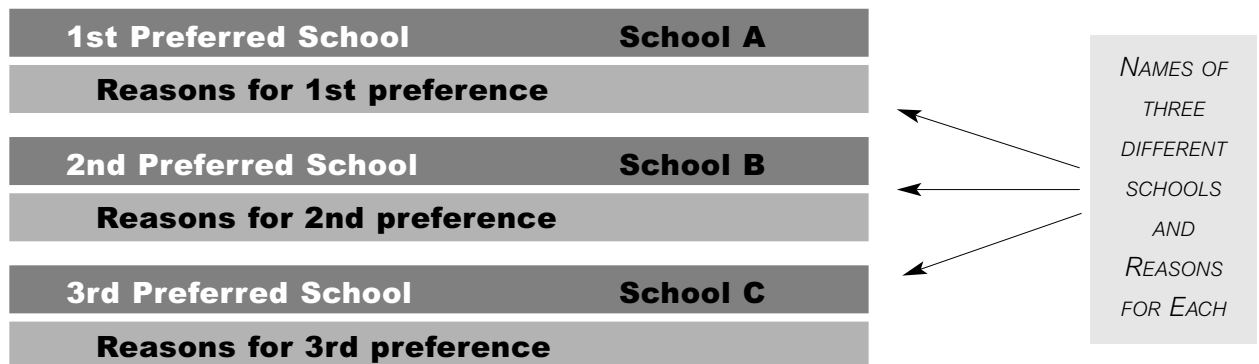 1st Preferred School School A
Reasons for 1st preference
2nd Preferred School School B
Reasons for 2nd preference
3rd Preferred School School C
Reasons for 3rd preference
NAMES OF
THREE
DIFFERENT
SCHOOLS
AND
REASONS
FOR EACH